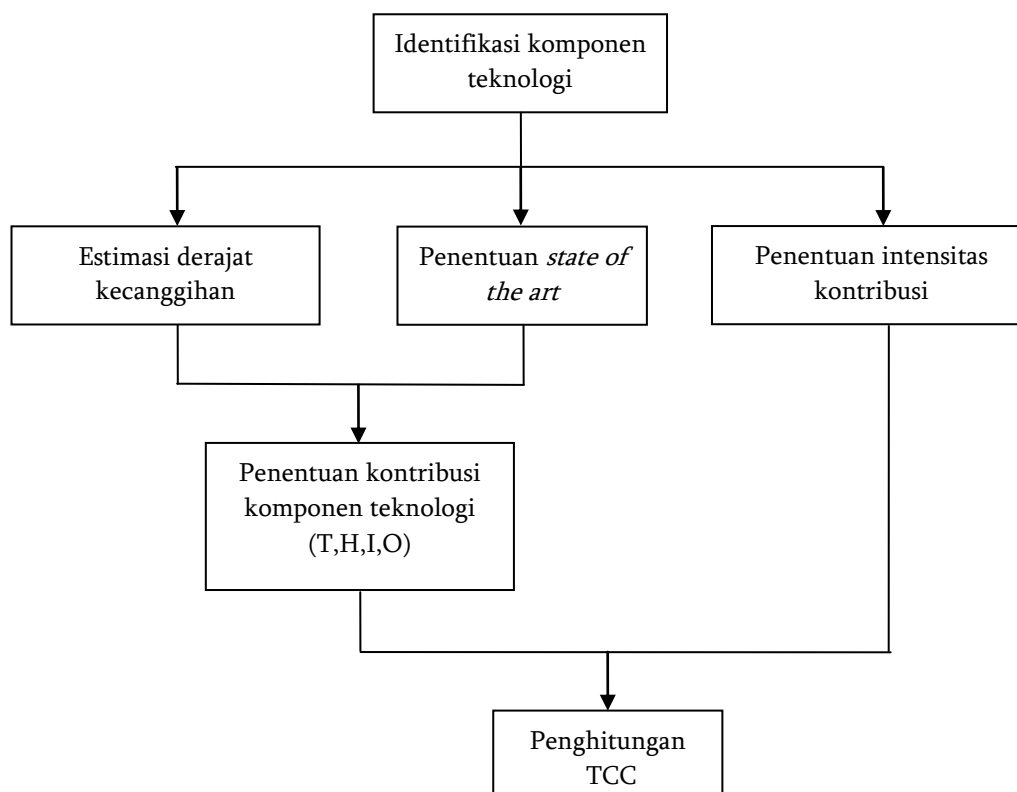 Identifikasi komponen
teknologi
Estimasi derajat
kecanggihan
Penentuan state of
the art
Penentuan intensitas
kontribusi
Penentuan kontribusi
komponen teknologi
(T,H,I,O)
Penghitungan
TCC